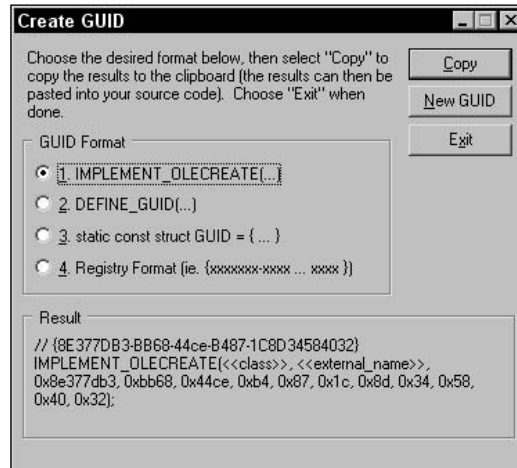 Create GUID
Choose the desired format below, then select "Copy" to
copy the results to the clipboard (the results can then be
pasted into your source code). Choose "Exit" when
done.
Copy
New GUID
Exit
GUID Format
1. IMPLEMENT_OLECREATE(...)
2. DEFINE_GUID(...)
3. static const struct GUID = { ... }
4. Registry Format (ie. {xxxxxxx-xxxx ... xxxx })
Result
// {8E377DB3-BB68-44ce-B487-1C8D34584032}
IMPLEMENT_OLECREATE(<<class>>, <<external_name>>,
0x8e377db3, 0xbb68, 0x44ce, 0xb4, 0x87, 0x1c, 0x8d, 0x34, 0x58,
0x40, 0x32);